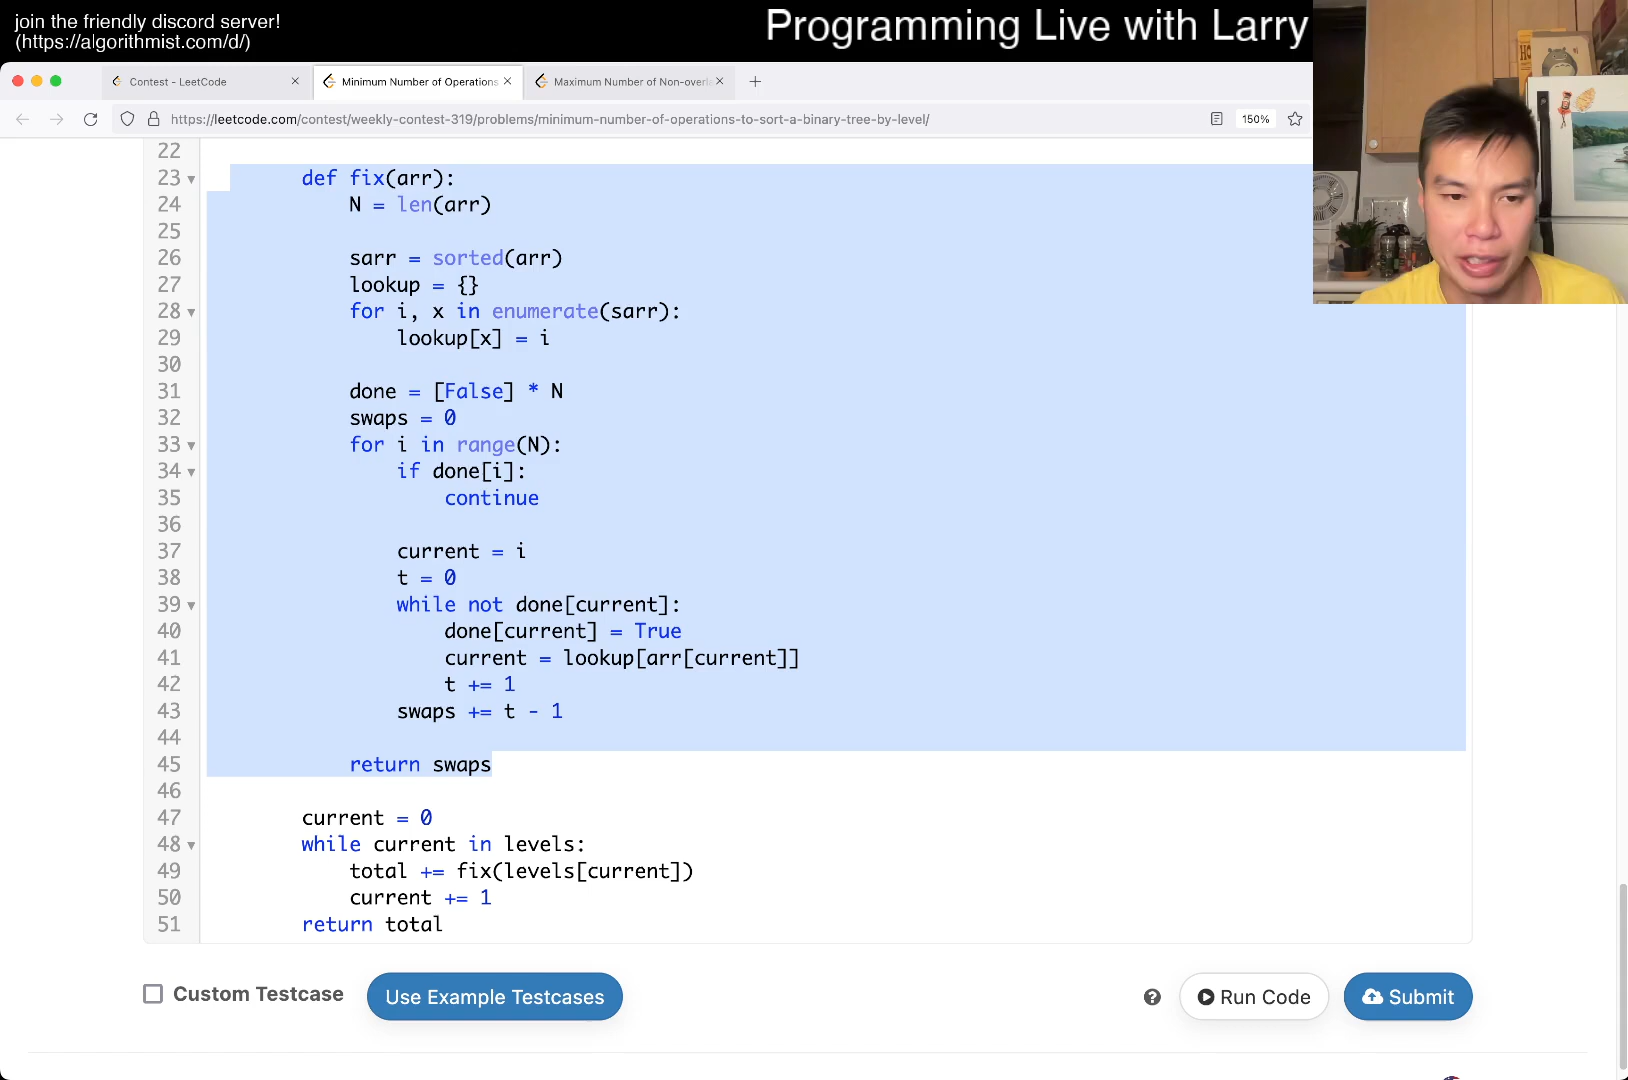 join the friendly discord server!
(https://algorithmist.com/d/)
Programming Live with Larry
Contest - LeetCode
Minimum Number of Operations
Maximum Number of Non-overl
https://leetcode.com/contest/weekly-contest-319/problems/minimum-number-of-operations-to-sort-a-binary-tree-by-level/
150%
22
23 def fix(arr):
24 N = len(arr)
25
26 sarr = sorted(arr)
27 lookup = {}
28 for i, x in enumerate(sarr):
29 lookup[x] = i
30
31 done = [False] * N
32 swaps = 0
33 for i in range(N):
34 if done[i]:
35 continue
36
37 current = i
38 t = 0
39 while not done[current]:
40 done[current] = True
41 current = lookup[arr[current]]
42 t += 1
43 swaps += t - 1
44
45 return swaps
46
47 current = 0
48 while current in levels:
49 total += fix(levels[current])
50 current += 1
51 return total
Custom Testcase
Use Example Testcases
?
Run Code
Submit